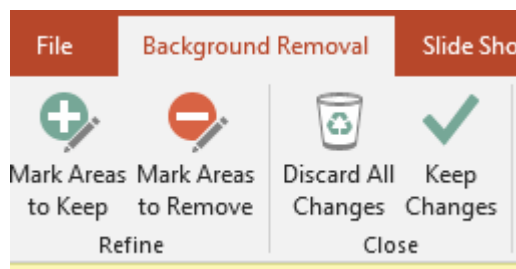 File Background Removal Slide Sho
Mark Areas Mark Areas Discard All Keep
to Keep to Remove Changes Changes
Refine Close